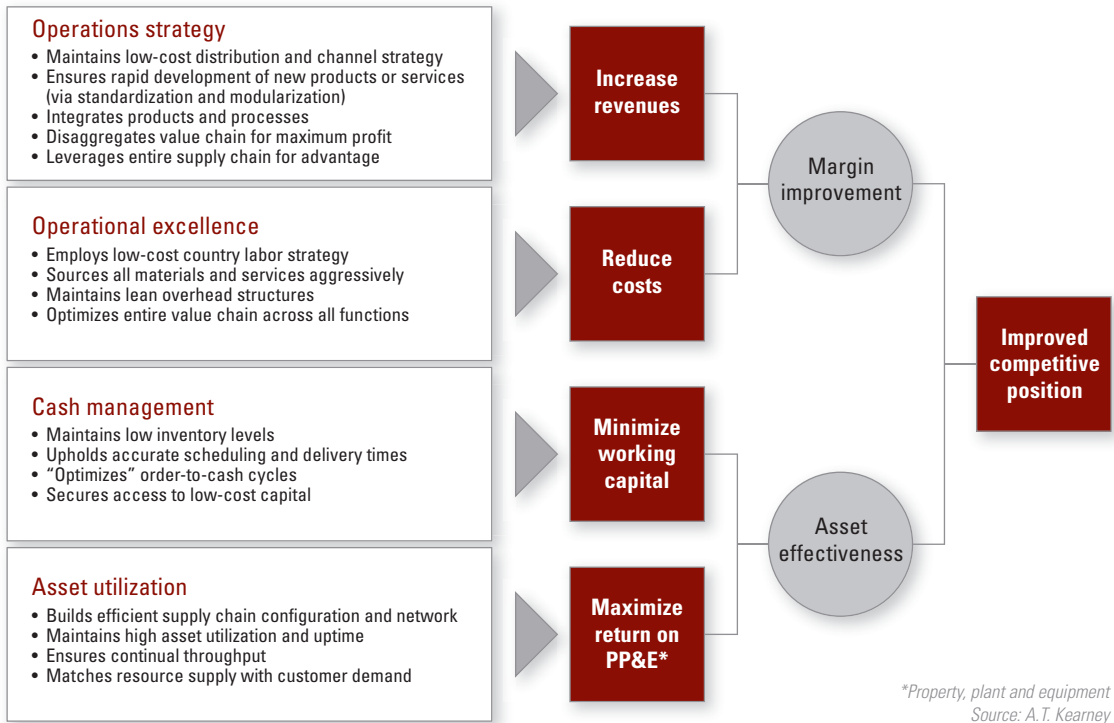 Operations strategy
• Maintains low-cost distribution and channel strategy
• Ensures rapid development of new products or services
(via standardization and modularization)
• Integrates products and processes
• Disaggregates value chain for maximum profit
• Leverages entire supply chain for advantage
Increase
revenues
Operational excellence
• Employs low-cost country labor strategy
• Sources all materials and services aggressively
• Maintains lean overhead structures
• Optimizes entire value chain across all functions
Reduce
costs
Margin
improvement
Cash management
• Maintains low inventory levels
• Upholds accurate scheduling and delivery times
• “Optimizes” order-to-cash cycles
• Secures access to low-cost capital
Minimize
working
capital
Asset utilization
• Builds efficient supply chain configuration and network
• Maintains high asset utilization and uptime
• Ensures continual throughput
• Matches resource supply with customer demand
Maximize
return on
PP&E*
Asset
effectiveness
Improved
competitive
position
*Property, plant and equipment
Source: A.T. Kearney